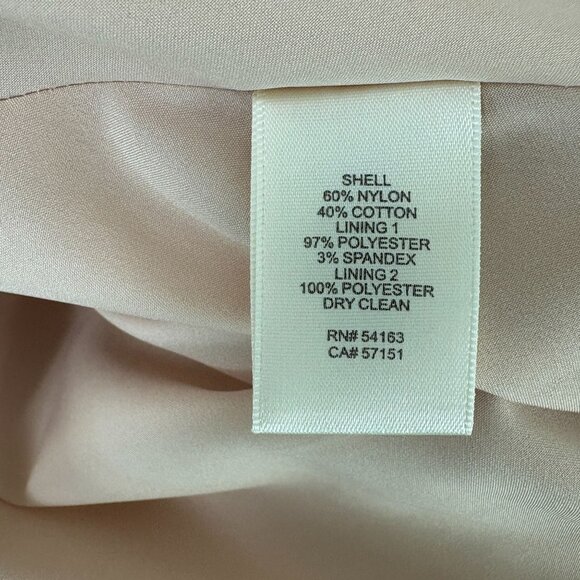 SHELL
60% NYLON
40% COTTON
LINING 1
97% POLYESTER
3% SPANDEX
LINING 2
100% POLYESTER
DRY CLEAN
RN# 54163
CA# 57151